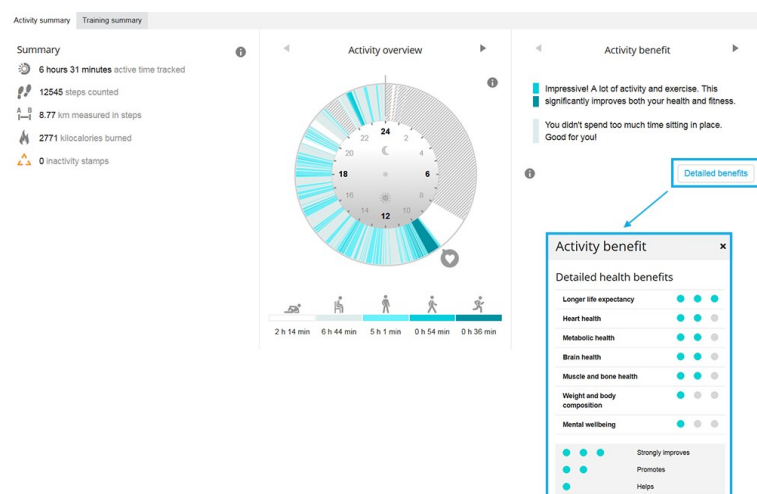 Activity summary
Training summary
Summary
6 hours 31 minutes active time tracked
12545 steps counted
A B
8.77 km measured in steps
2771 kilocalories burned
0 inactivity stamps
Activity overview
24
22
2
20
4
18
6
16
8
14
10
12
2 h 14 min
6 h 44 min
5 h 1 min
0 h 54 min
0 h 36 min
Activity benefit
Impressive! A lot of activity and exercise. This
significantly improves both your health and fitness.
You didn't spend too much time sitting in place.
Good for you!
Detailed benefits
Activity benefit
×
Detailed health benefits
Longer life expectancy
Heart health
Metabolic health
Brain health
Muscle and bone health
Weight and body
composition
Mental wellbeing
Strongly improves
Promotes
Helps